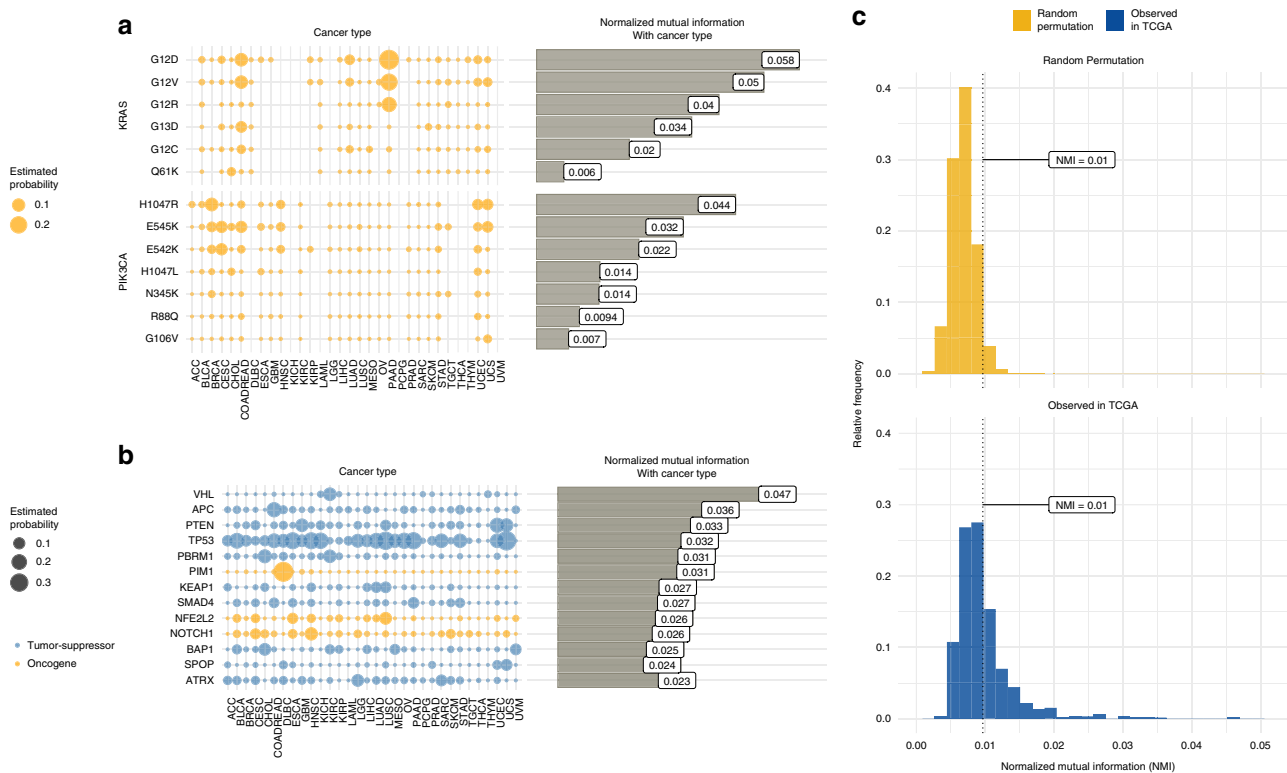 a
Cancer type
Normalized mutual information
With cancer type
Estimated
probability
0.1
0.2
KRAS
G12D
G12V
G12R
G13D
G12C
Q61K
0.058
0.05
0.04
0.034
0.02
0.006
PIK3CA
H1047R
E545K
E542K
H1047L
N345K
R88Q
G106V
0.044
0.032
0.022
0.014
0.014
0.0094
0.007
ACC
BLCA
BRCA
CESC
CHOL
COADREAD
DLBC
ESCA
GBM
HNSC
KICH
KIRC
KIRP
LAML
LGG
LIHC
LUAD
LUSC
MESO
OV
PAAD
PCPG
PRAD
SARC
SKCM
STAD
TGCT
THCA
THYM
UCEC
UCS
UVM
b
Cancer type
Normalized mutual information
With cancer type
Estimated
probability
0.1
0.2
0.3
Tumor-suppressor
Oncogene
VHL
APC
PTEN
TP53
PBRM1
PIM1
KEAP1
SMAD4
NFE2L2
NOTCH1
BAP1
SPOP
ATRX
0.047
0.036
0.033
0.032
0.031
0.031
0.027
0.027
0.026
0.026
0.025
0.024
0.023
ACC
BLCA
BRCA
CESC
CHOL
COADREAD
DLBC
ESCA
GBM
HNSC
KICH
KIRC
KIRP
LAML
LGG
LIHC
LUAD
LUSC
MESO
OV
PAAD
PCPG
PRAD
SARC
SKCM
STAD
TGCT
THCA
THYM
UCEC
UCS
UVM
c
Random
permutation
Observed
in TCGA
Random Permutation
0.4
0.3
0.2
0.1
0.0
NMI = 0.01
Relative frequency
Observed in TCGA
0.4
0.3
0.2
0.1
0.0
NMI = 0.01
0.00
0.01
0.02
0.03
0.04
0.05
Normalized mutual information (NMI)